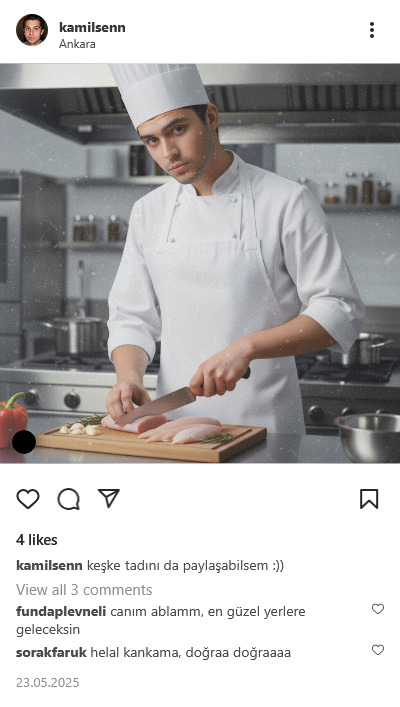 kamilsenn
Ankara
4 likes
kamilsenn keşke tadını da paylaşabilsem :))
View all 3 comments
fundaplevneli canım ablamm, en güzel yerlere
geleceksin
sorakfaruk helal kankama, doğraa doğraaaa
23.05.2025